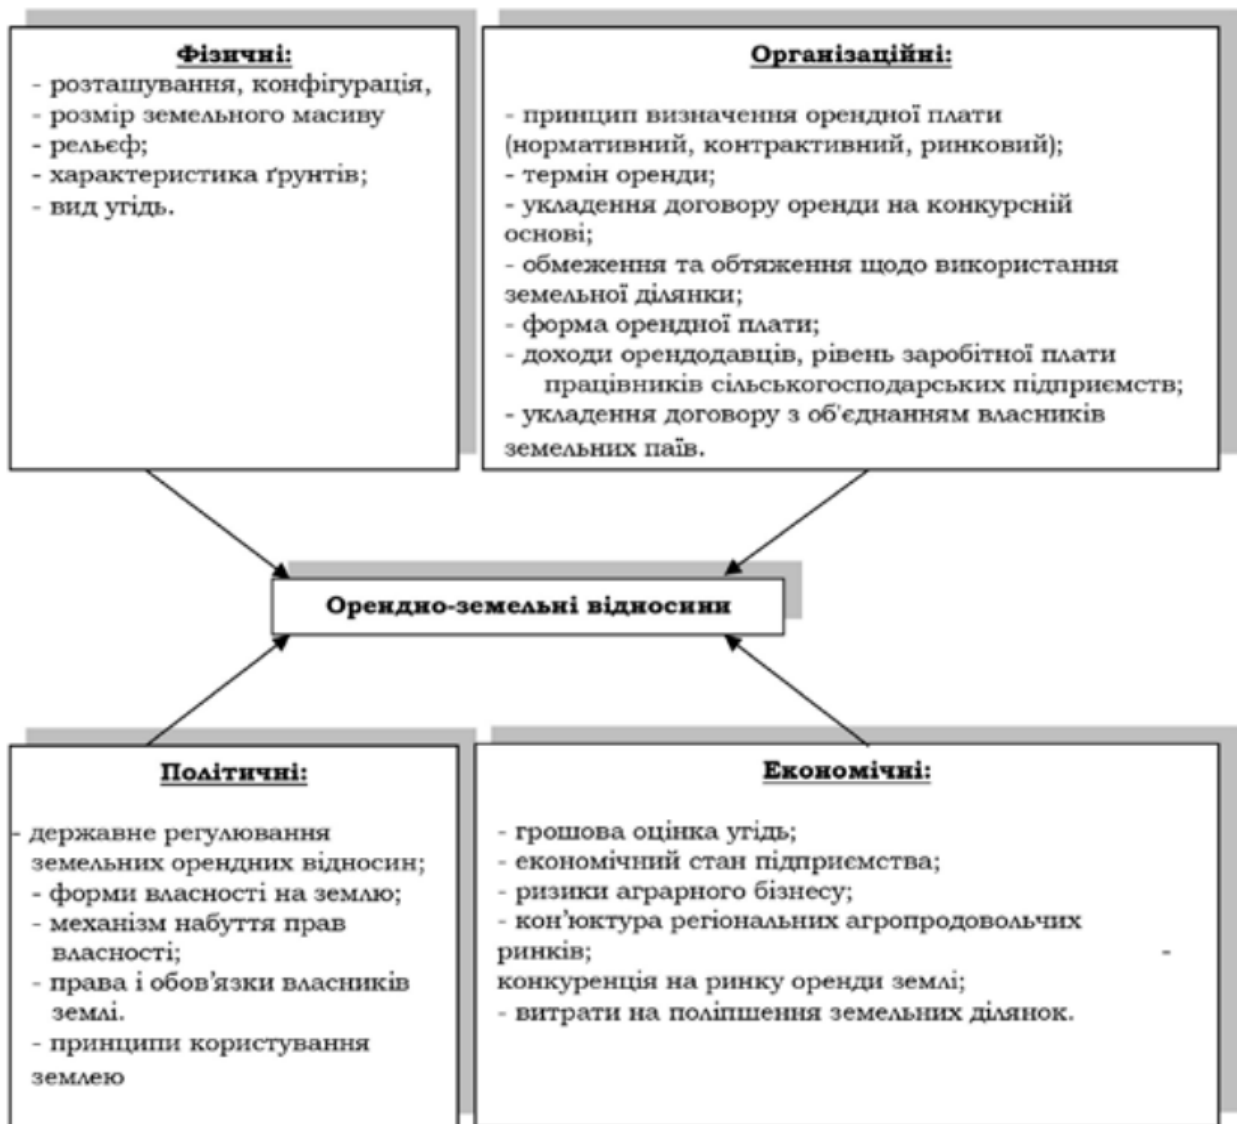 Фізичні:
- розташування, конфігурація,
- розмір земельного масиву
- рельєф;
- характеристика ґрунтів;
- вид угідь.
Організаційні:
- принцип визначення орендної плати
(нормативний, контрактивний, ринковий);
- термін оренди;
- укладення договору оренди на конкурсній
основі;
- обмеження та обтяження щодо використання
земельної ділянки;
- форма орендної плати;
- доходи орендодавців, рівень заробітної плати
працівників сільськогосподарських підприємств;
- укладення договору з об'єднанням власників
земельних паїв.
Орендно-земельні відносини
Політичні:
- державне регулювання
земельних орендних відносин;
- форми власності на землю;
- механізм набуття прав
власності;
- права і обов'язки власників
землі.
- принципи користування
землею
Економічні:
- грошова оцінка угідь;
- економічний стан підприємства;
- ризики аграрного бізнесу;
- кон'юктура регіональних агропродовольчих
ринків; -
конкуренція на ринку оренди землі;
- витрати на поліпшення земельних ділянок.